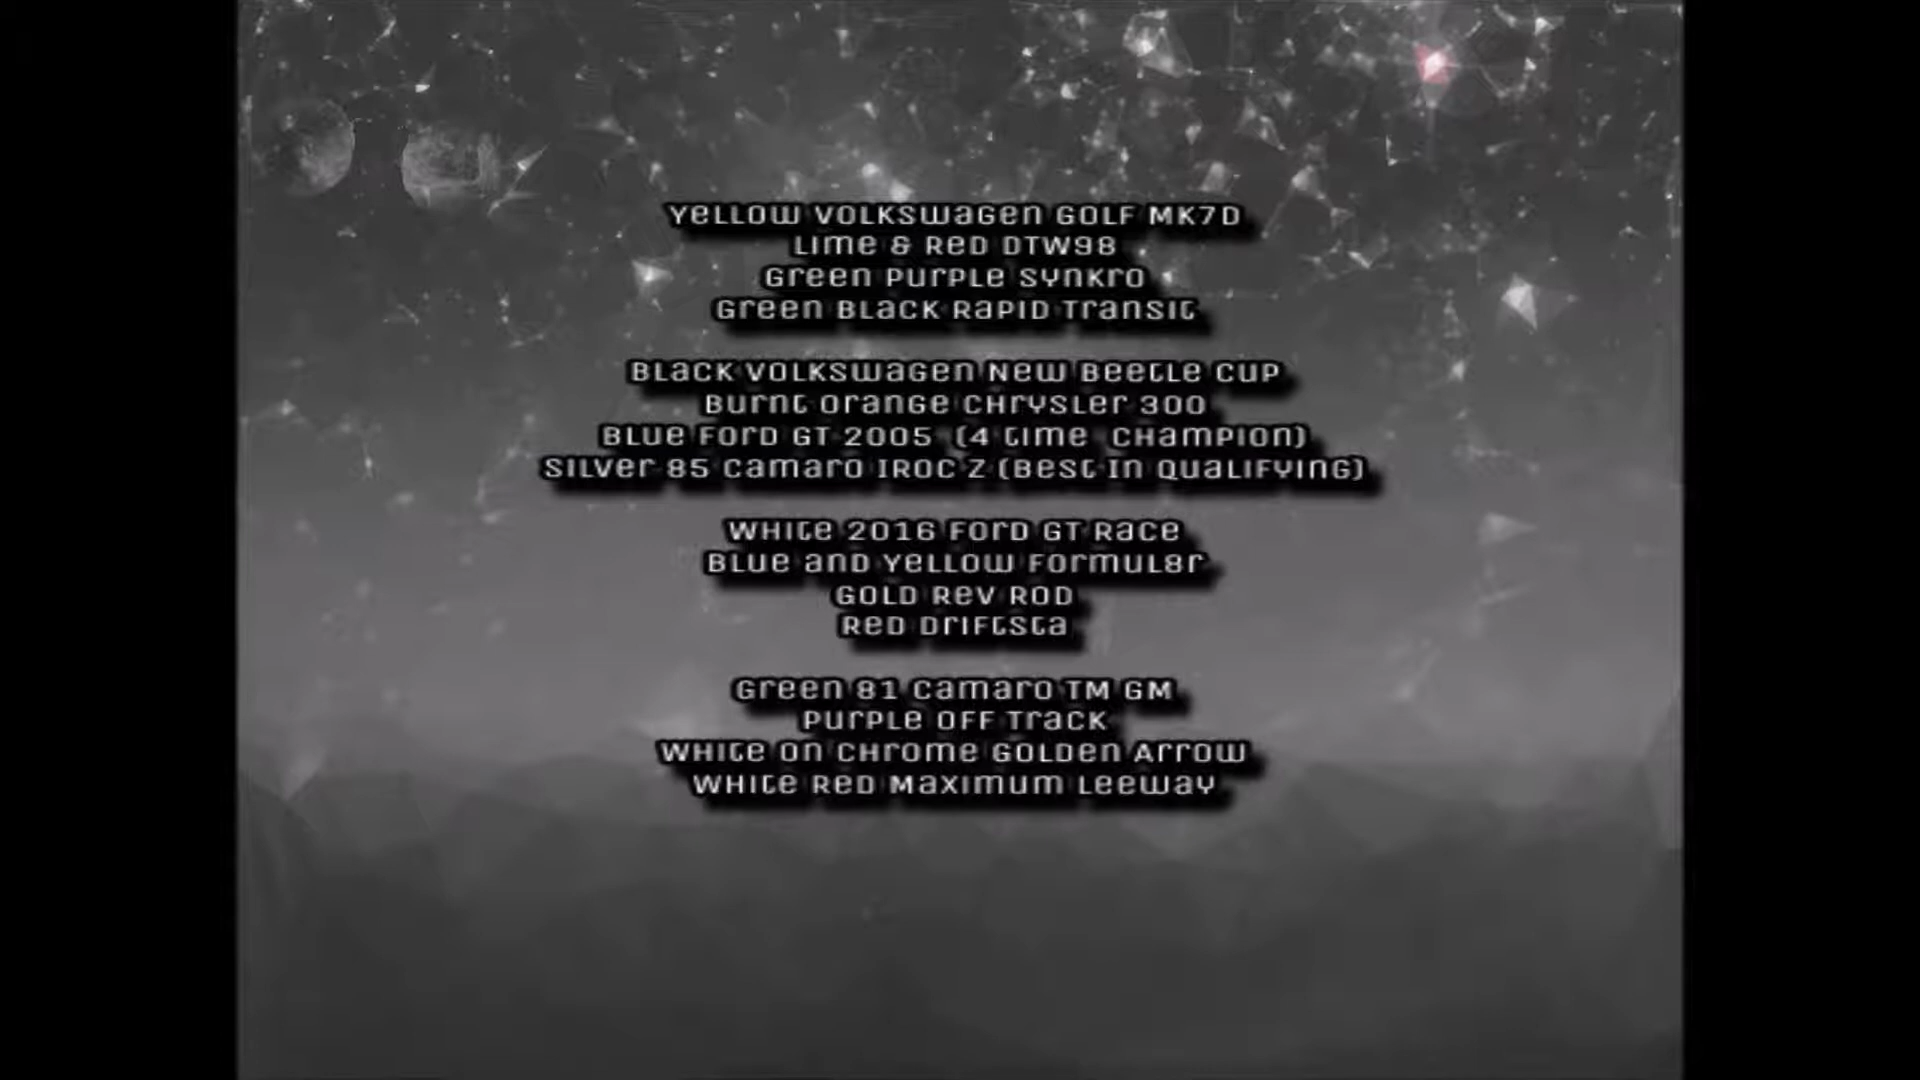 Yellow Volkswagen Golf MK7D
Lime & Red DTW98
Green Purple Synkro
Green Black Rapid Transit
Black Volkswagen New Beetle Cup
Burnt Orange Chrysler 300
Blue Ford GT 2005 (4 time Champion)
Silver 85 Camaro IROC Z (Best In Qualifying)
White 2016 Ford GT Race
Blue and Yellow Formul8r
Gold Rev Rod
Red Driftsta
Green 81 Camaro TM GM
Purple Off Track
White on Chrome Golden Arrow
White Red Maximum Leeway